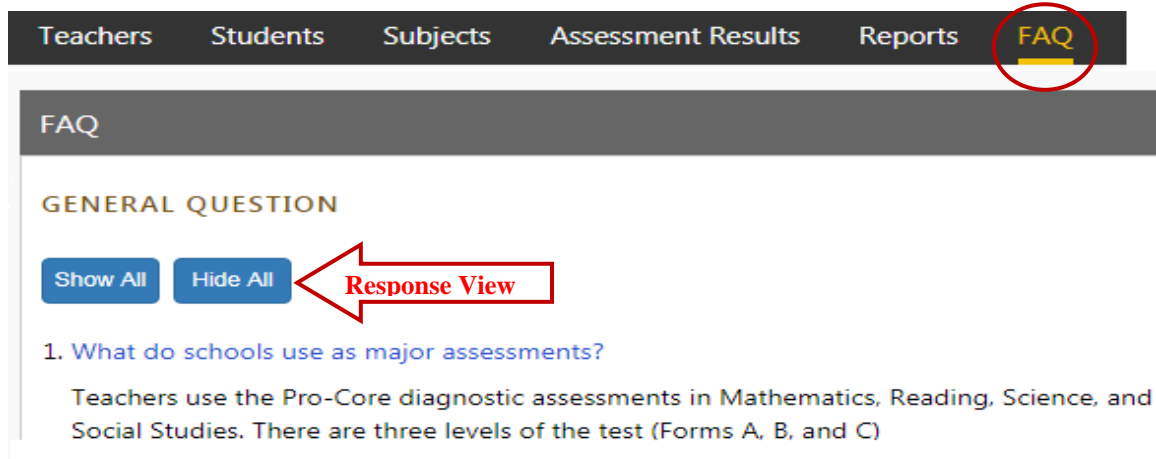 Teachers Students Subjects Assessment Results Reports FAQ
FAQ
GENERAL QUESTION
Show All Hide All Response View
1. What do schools use as major assessments?
Teachers use the Pro-Core diagnostic assessments in Mathematics, Reading, Science, and
Social Studies. There are three levels of the test (Forms A, B, and C)